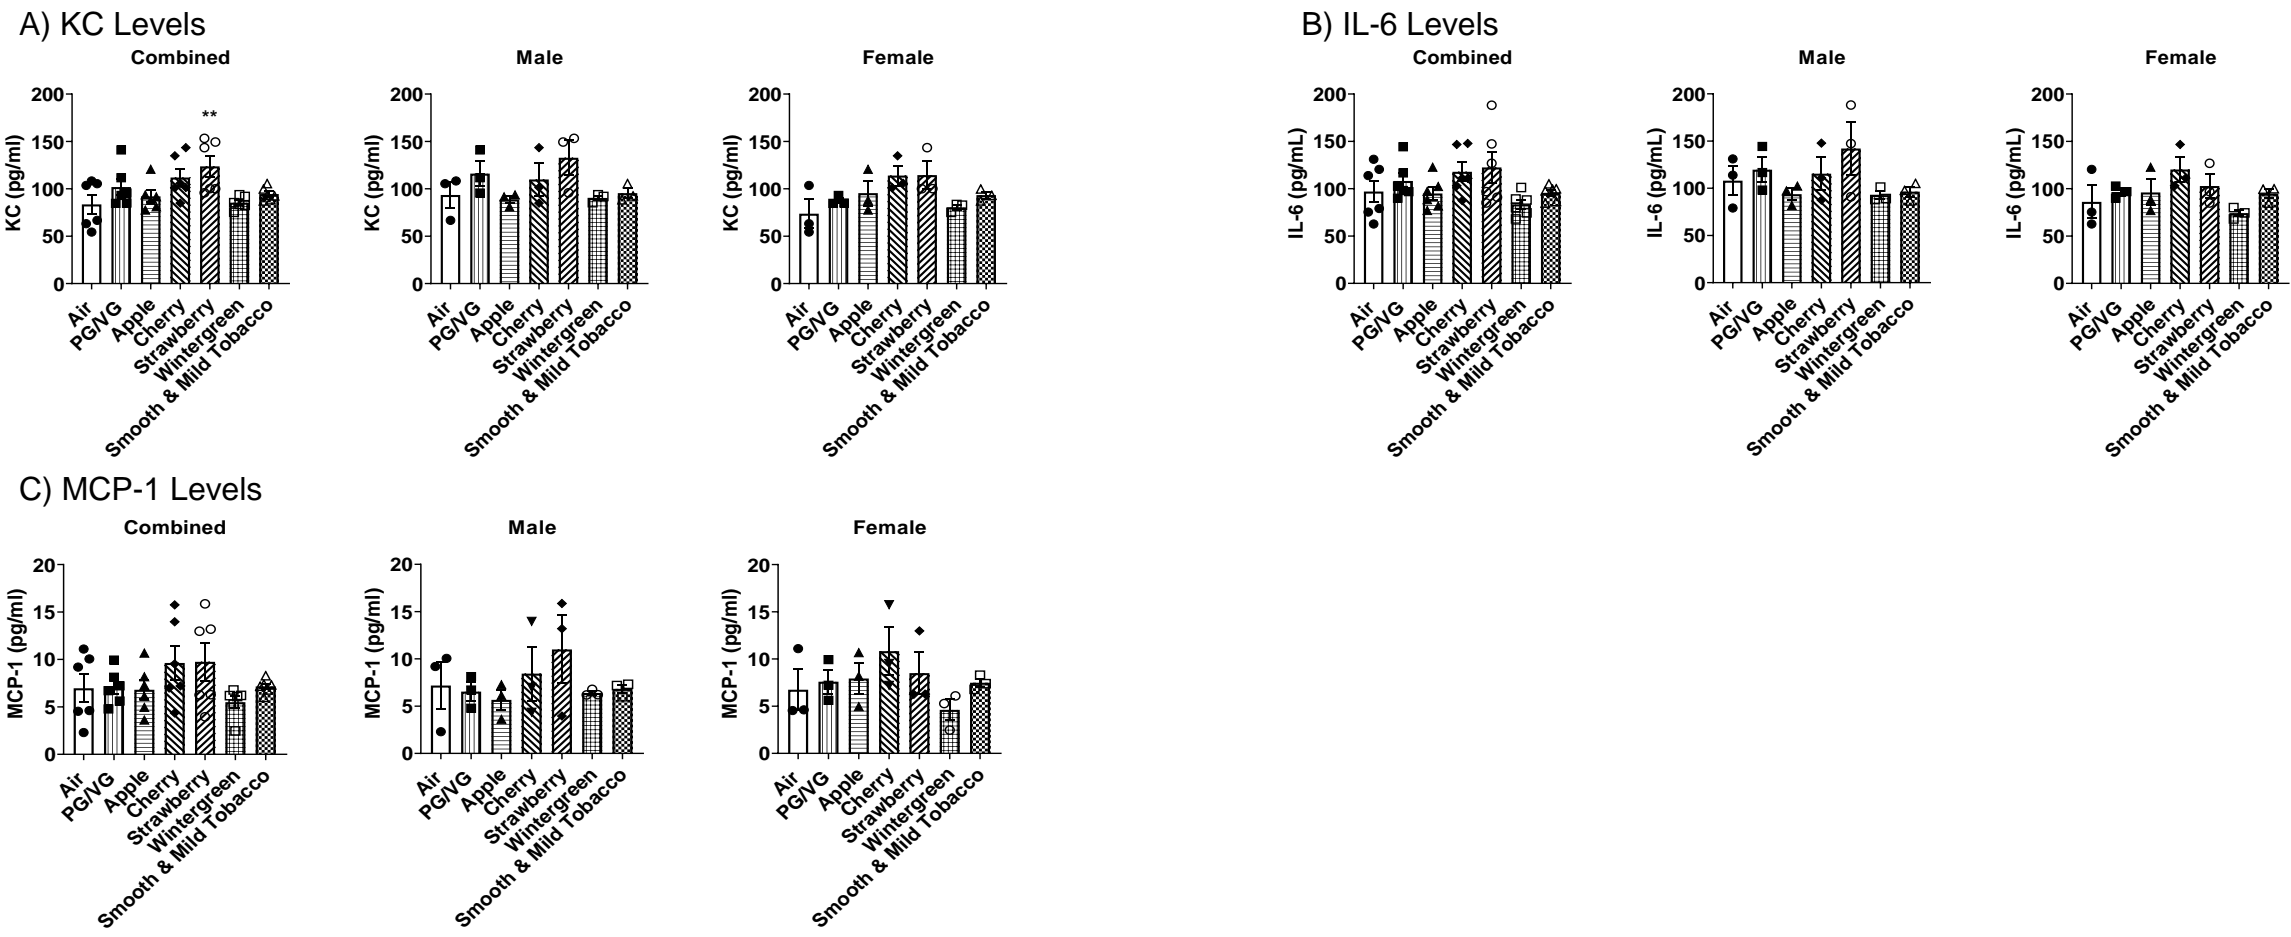 A) KC Levels
Combined
KC (pg/ml)
200
150
100
50
0
**
Air
PG/VG
Apple
Cherry
Strawberry
Wintergreen
Smooth & Mild Tobacco
Male
KC (pg/ml)
200
150
100
50
0
Air
PG/VG
Apple
Cherry
Strawberry
Wintergreen
Smooth & Mild Tobacco
Female
KC (pg/ml)
200
150
100
50
0
Air
PG/VG
Apple
Cherry
Strawberry
Wintergreen
Smooth & Mild Tobacco
B) IL-6 Levels
Combined
IL-6 (pg/mL)
200
150
100
50
0
Air
PG/VG
Apple
Cherry
Strawberry
Wintergreen
Smooth & Mild Tobacco
Male
IL-6 (pg/mL)
200
150
100
50
0
Air
PG/VG
Apple
Cherry
Strawberry
Wintergreen
Smooth & Mild Tobacco
Female
IL-6 (pg/mL)
200
150
100
50
0
Air
PG/VG
Apple
Cherry
Strawberry
Wintergreen
Smooth & Mild Tobacco
C) MCP-1 Levels
Combined
MCP-1 (pg/ml)
20
15
10
5
0
Air
PG/VG
Apple
Cherry
Strawberry
Wintergreen
Smooth & Mild Tobacco
Male
MCP-1 (pg/ml)
20
15
10
5
0
Air
PG/VG
Apple
Cherry
Strawberry
Wintergreen
Smooth & Mild Tobacco
Female
MCP-1 (pg/ml)
20
15
10
5
0
Air
PG/VG
Apple
Cherry
Strawberry
Wintergreen
Smooth & Mild Tobacco